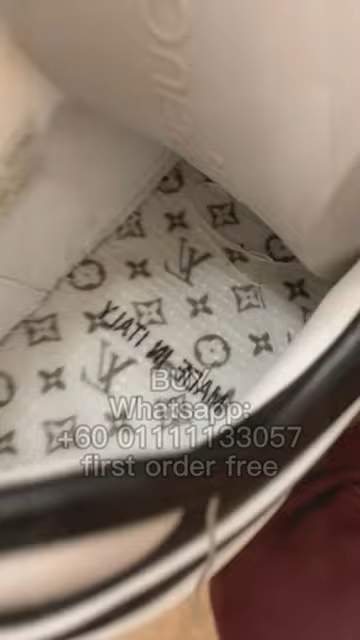 MADE IN ITALY
Buy
Whatsapp:
+60 01111133057
first order free